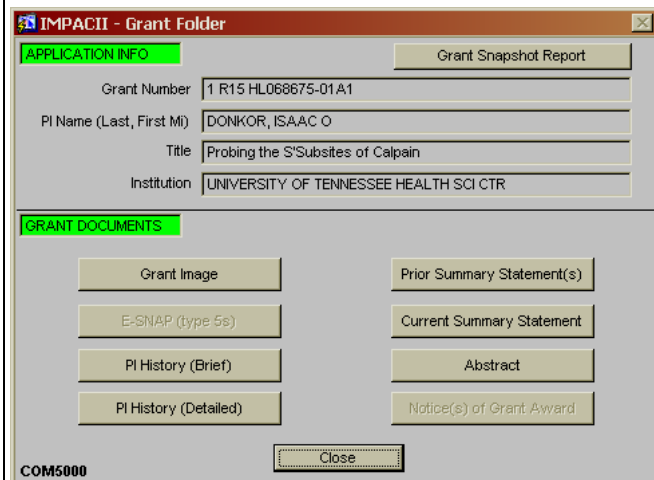 IMPACII - Grant Folder
APPLICATION INFO
Grant Snapshot Report
Grant Number 1 R15 HL068675-01A1
PI Name (Last, First Mi) DONKOR, ISAAC O
Title Probing the S'Subsites of Calpain
Institution UNIVERSITY OF TENNESSEE HEALTH SCI CTR
GRANT DOCUMENTS
Grant Image Prior Summary Statement(s)
E-SNAP (type 5s) Current Summary Statement
PI History (Brief) Abstract
PI History (Detailed) Notice(s) of Grant Award
Close
COM5000